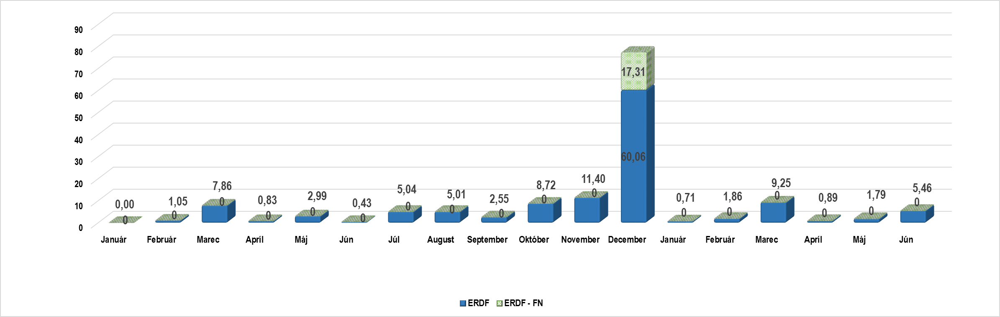 90
80
70
60
50
40
30
20
10
0
0,00 1,05 7,86 0,83 2,99 0,43 5,04 5,01 2,55 8,72 11,40 60,06 0,71 1,86 9,25 0,89 1,79 5,46
0 0 0 0 0 0 0 0 0 0 0 17,31 0 0 0 0 0 0
Január Február Marec Apríl Máj Jún Júl August September Október November December Január Február Marec Apríl Máj Jún
ERDF ERDF - FN